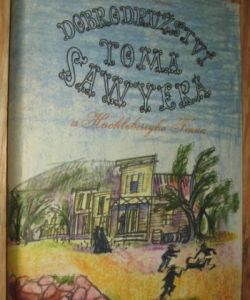 DOBRODRUŽSTVÍ
TOMA
SAWYERA
a Huckleberryho Finna